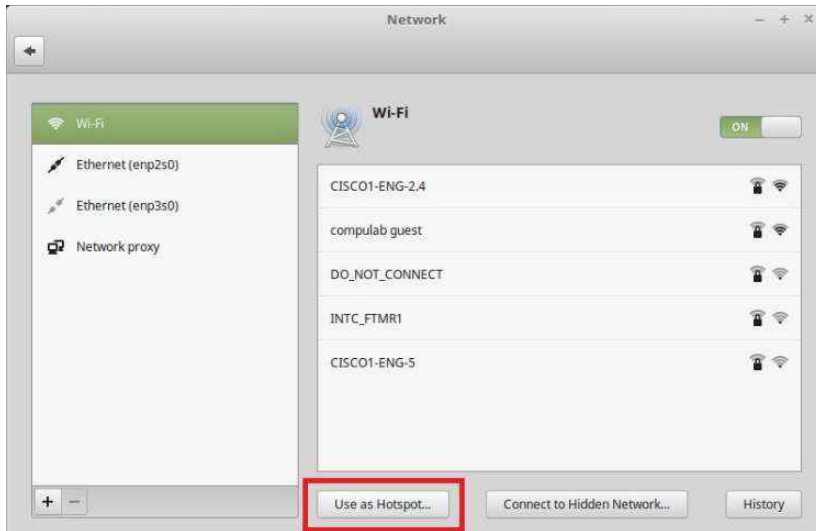 Network
Wi-Fi
Ethernet (enp2s0)
Ethernet (enp3s0)
Network proxy
Wi-Fi
ON
CISCO1-ENG-2.4
compulab guest
DO_NOT_CONNECT
INTC_FTMR1
CISCO1-ENG-5
Use as Hotspot...
Connect to Hidden Network...
History